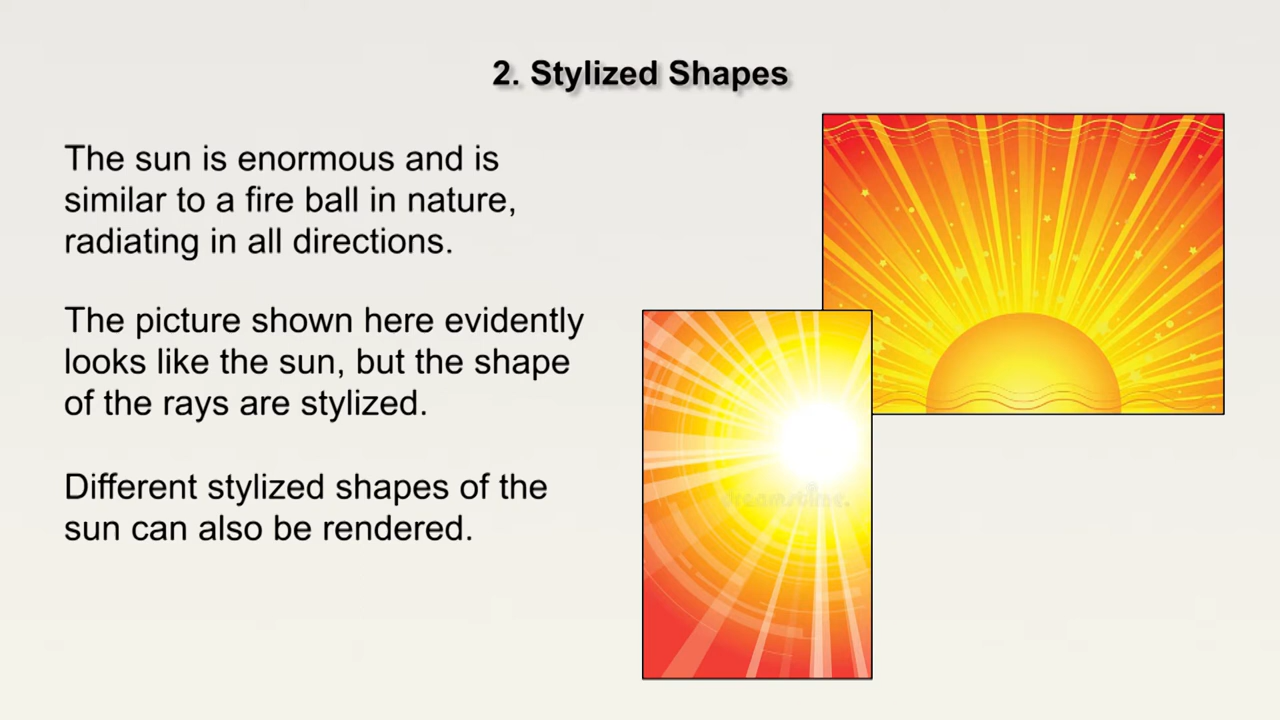 2. Stylized Shapes
The sun is enormous and is
similar to a fire ball in nature,
radiating in all directions.
The picture shown here evidently
looks like the sun, but the shape
of the rays are stylized.
Different stylized shapes of the
sun can also be rendered.
dreamstime.